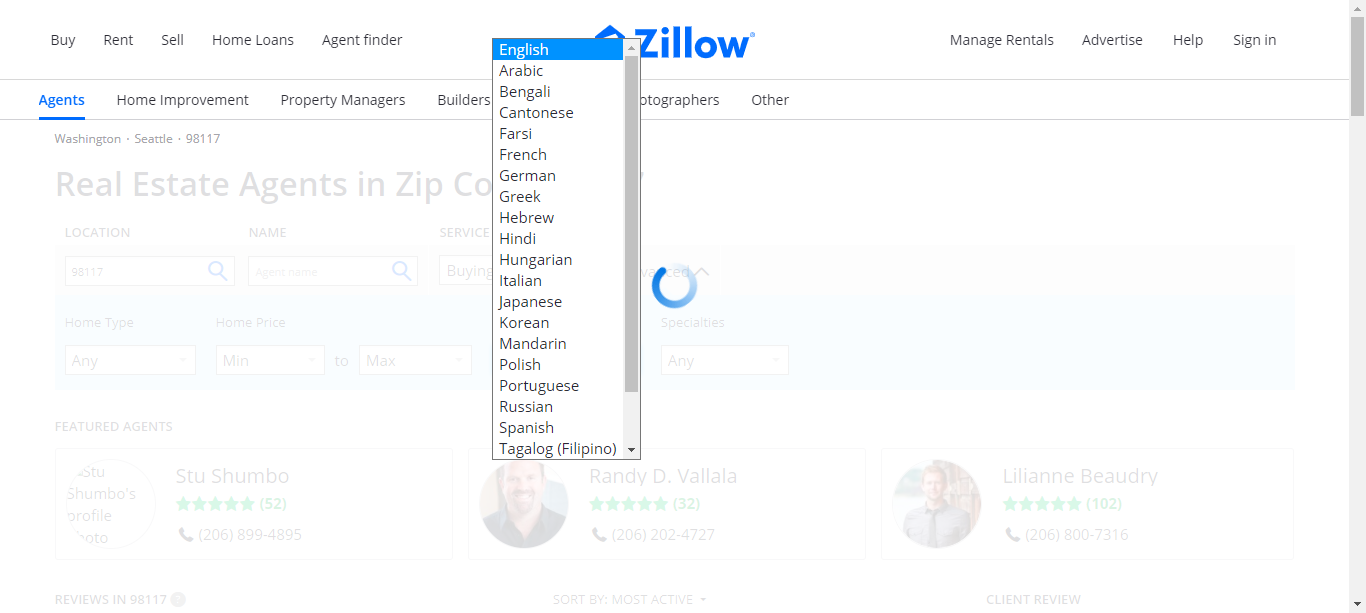 Buy Rent Sell Home Loans Agent finder Zillow Manage Rentals Advertise Help Sign in
Agents Home Improvement Property Managers Builders otographers Other
Washington · Seattle · 98117
Real Estate Agents in Zip Co
LOCATION NAME SERVICE
98117 Agent name Buying vanced
Home Type Home Price Specialties
Any Min to Max Any
English
Arabic
Bengali
Cantonese
Farsi
French
German
Greek
Hebrew
Hindi
Hungarian
Italian
Japanese
Korean
Mandarin
Polish
Portuguese
Russian
Spanish
Tagalog (Filipino)
FEATURED AGENTS
Stu Shumbo's profile photo
Stu Shumbo
(52)
(206) 899-4895
Randy D. Vallala
(32)
(206) 202-4727
Lilianne Beaudry
(102)
(206) 800-7316
REVIEWS IN 98117 ? SORT BY: MOST ACTIVE CLIENT REVIEW